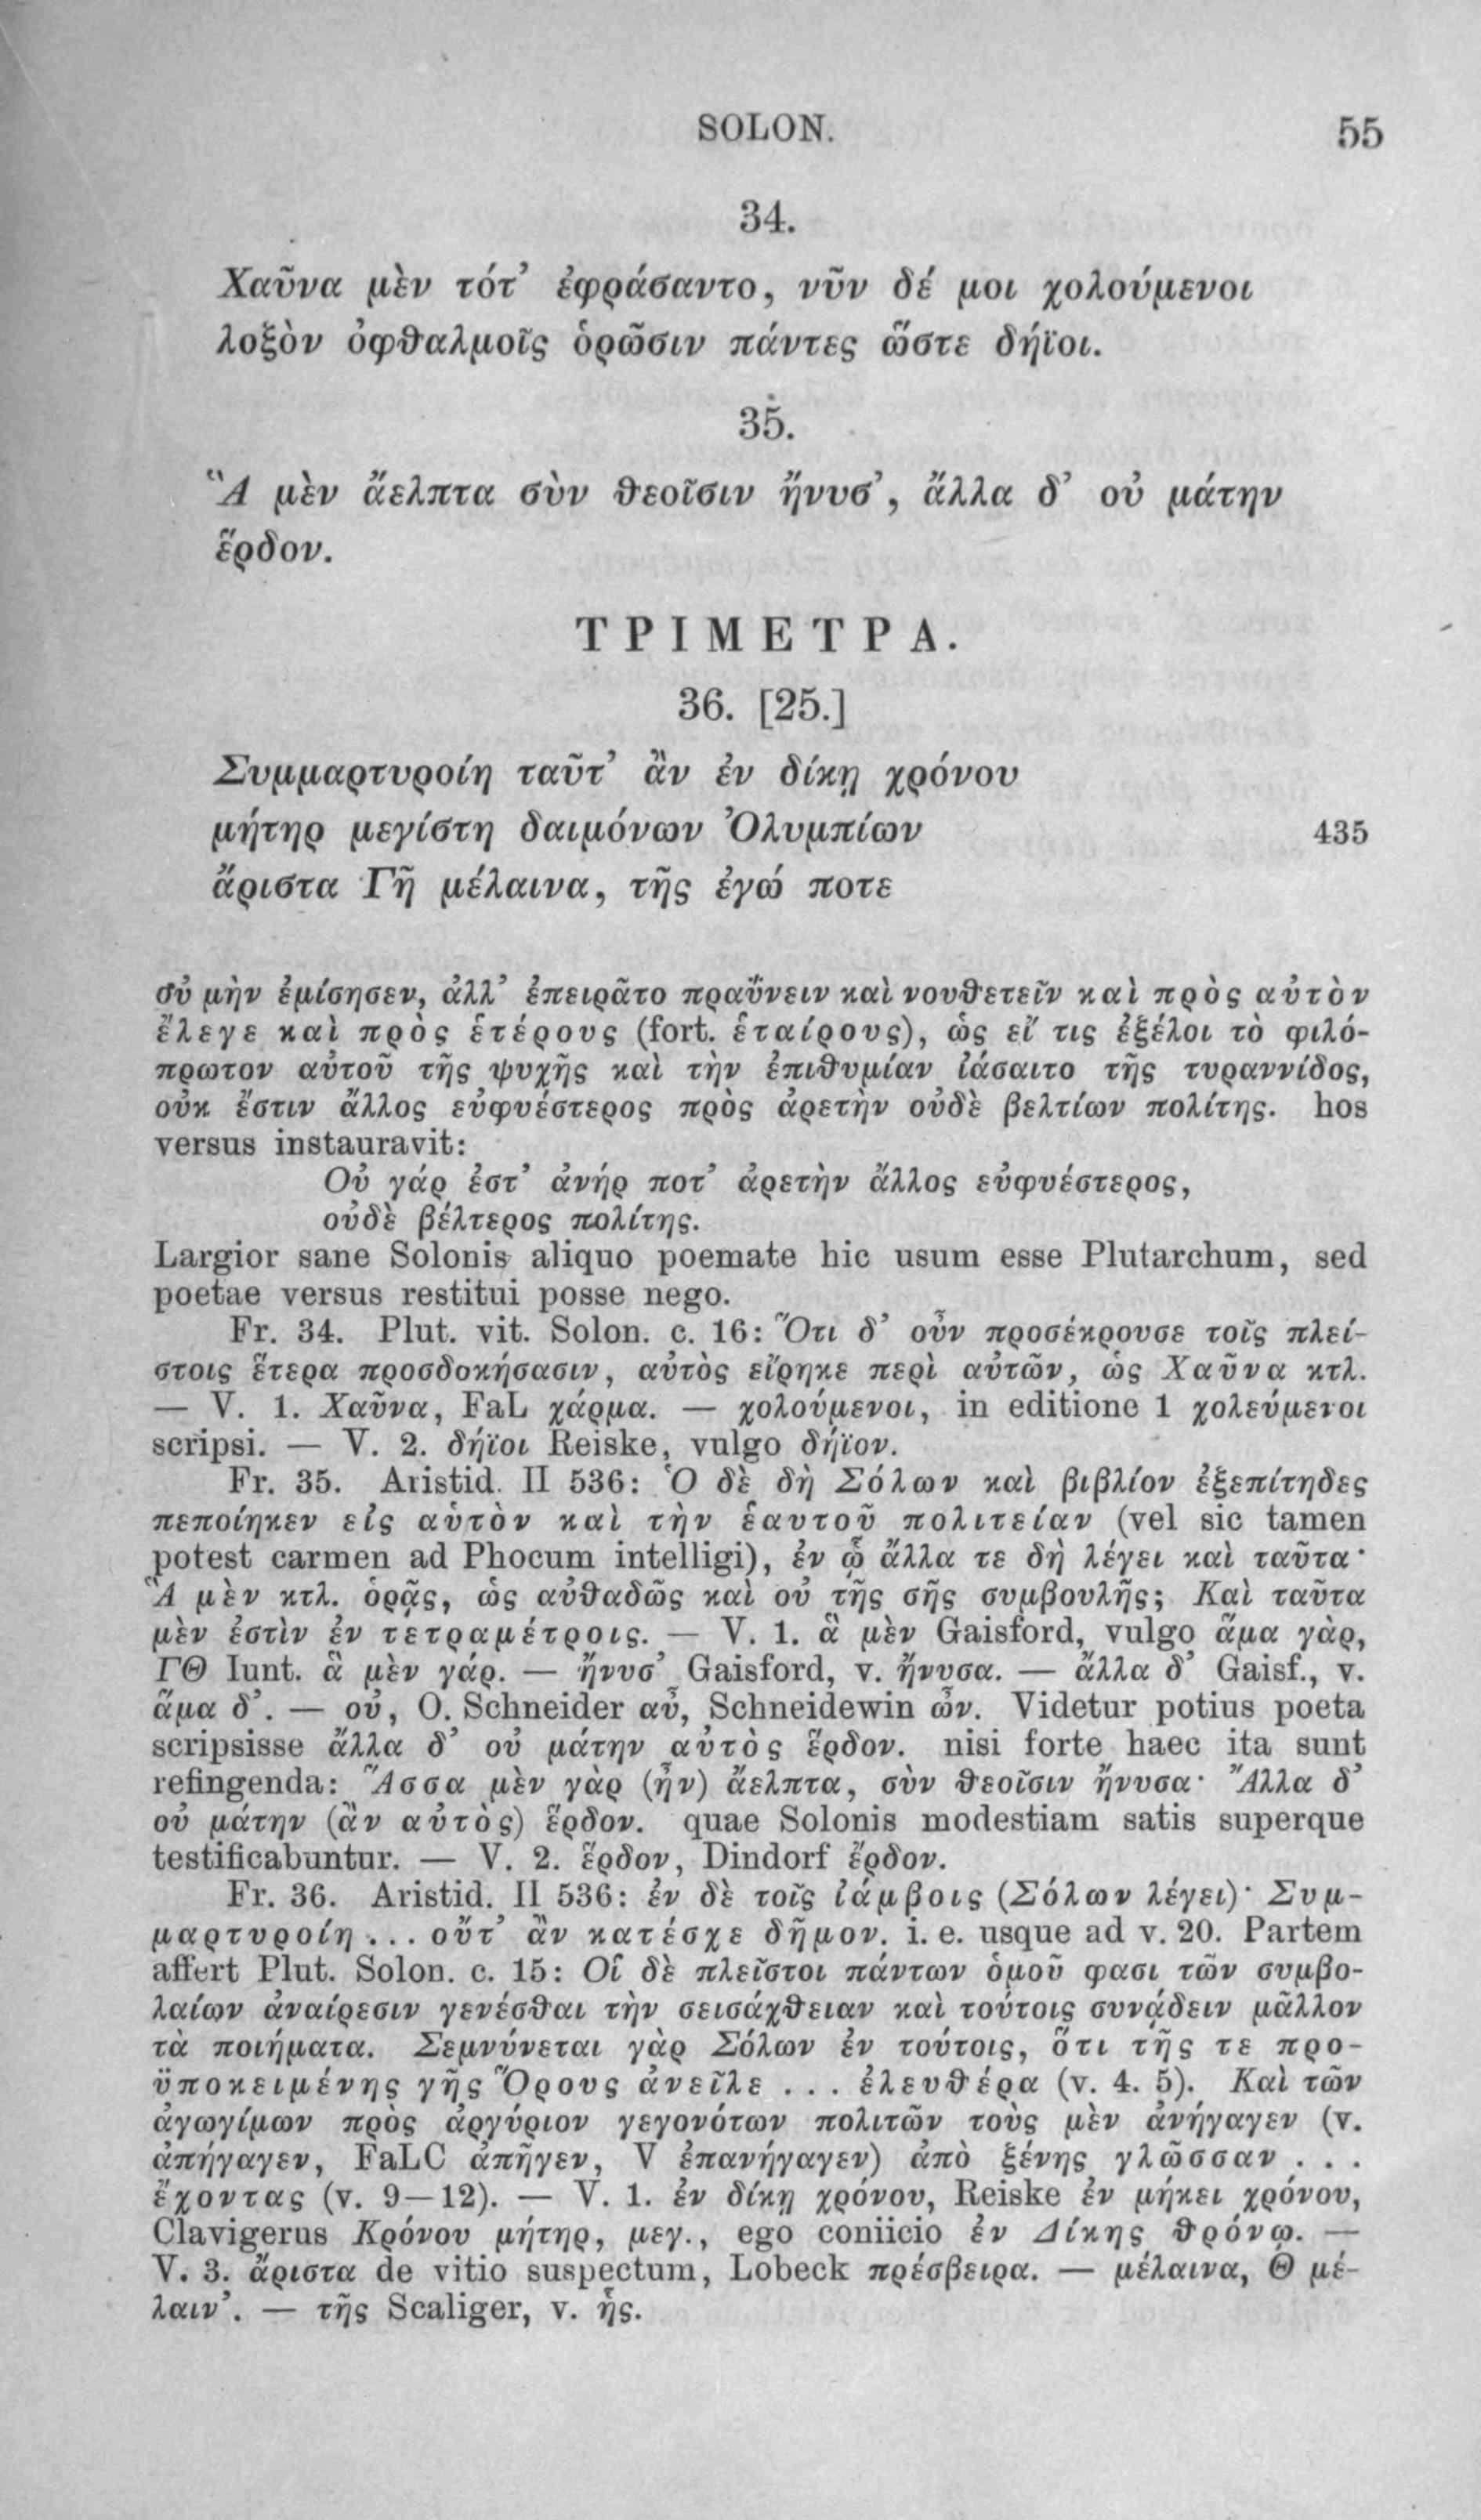 SOLON. 55
34.
Χαῦνα μὲν τότ’ ἐφράσαντο, νῦν δέ μοι χολούμενοι
λοξὸν ὀφθαλμοῖς ὁρῶσιν πάντες ὥστε δήϊοι.
35.
Ἃ μὲν ἄελπτα σὺν θεοῖσιν ἤνυσ’, ἄλλα δ’ οὐ μάτην
ἕρδον.
ΤΡΙΜΕΤΡΑ.
36. [25.]
Συμμαρτυροίη ταῦτ’ ἂν ἐν δίκῃ χρόνου
μήτηρ μεγίστη δαιμόνων Ὀλυμπίων 435
ἄριστα Γῆ μέλαινα, τῆς ἐγώ ποτε
οὐ μὴν ἐμίσησεν, ἀλλ’ ἐπειρᾶτο πραΰνειν καὶ νουθετεῖν καὶ πρὸς αὐτὸν
ἔλεγε καὶ πρὸς ἑτέρους (fort. ἑταίρους), ὡς εἴ τις ἐξέλοι τὸ φιλό-
πρωτον αὐτοῦ τῆς ψυχῆς καὶ τὴν ἐπιθυμίαν ἰάσαιτο τῆς τυραννίδος,
οὐκ ἔστιν ἄλλος εὐφυέστερος πρὸς ἀρετὴν οὐδὲ βελτίων πολίτης. hos
versus instauravit:
Οὐ γάρ ἐστ’ ἀνήρ ποτ’ ἀρετὴν ἄλλος εὐφυέστερος,
οὐδὲ βέλτερος πολίτης.
Largior sane Solonis aliquo poemate hic usum esse Plutarchum, sed
poetae versus restitui posse nego.
Fr. 34. Plut. vit. Solon. c. 16: Ὅτι δ’ οὖν προσέκρουσε τοῖς πλεί-
στοις ἕτερα προσδοκήσασιν, αὐτὸς εἴρηκε περὶ αὐτῶν, ὡς Χαῦνα κτλ.
— V. 1. Χαῦνα, FaL χάρμα. — χολούμενοι, in editione 1 χολεύμενοι
scripsi. — V. 2. δήϊοι Reiske, vulgo δήϊον.
Fr. 35. Aristid. II 536: Ὁ δὲ δὴ Σόλων καὶ βιβλίον ἐξεπίτηδες
πεποίηκεν εἰς αὑτὸν καὶ τὴν ἑαυτοῦ πολιτείαν (vel sic tamen
potest carmen ad Phocum intelligi), ἐν ᾧ ἄλλα τε δὴ λέγει καὶ ταῦτα·
Ἃ μὲν κτλ. ὁρᾷς, ὡς αὐθαδῶς καὶ οὐ τῆς σῆς συμβουλῆς; Καὶ ταῦτα
μὲν ἐστὶν ἐν τετραμέτροις. — V. 1. ἃ μὲν Gaisford, vulgo ἅμα γὰρ,
ΓΘ Iunt. ἃ μὲν γάρ. — ἤνυσ’ Gaisford, v. ἤνυσα. — ἄλλα δ’ Gaisf., v.
ἅμα δ’. — οὐ, O. Schneider αὖ, Schneidewin ὦν. Videtur potius poeta
scripsisse ἄλλα δ’ οὐ μάτην αὐτὸς ἕρδον. nisi forte haec ita sunt
refingenda: Ἅσσα μὲν γὰρ (ἦν) ἄελπτα, σὺν θεοῖσιν ἤνυσα· Ἄλλα δ’
οὐ μάτην (ἂν αὐτὸς) ἕρδον. quae Solonis modestiam satis superque
testificabuntur. — V. 2. ἕρδον, Dindorf ἔρδον.
Fr. 36. Aristid. II 536: ἐν δὲ τοῖς ἰάμβοις (Σόλων λέγει)· Συμ-
μαρτυροίη ... οὔτ’ ἂν κατέσχε δῆμον. i. e. usque ad v. 20. Partem
affert Plut. Solon. c. 15: Οἱ δὲ πλεῖστοι πάντων ὁμοῦ φασι τῶν συμβο-
λαίων ἀναίρεσιν γενέσθαι τὴν σεισάχθειαν καὶ τούτοις συνᾴδειν μᾶλλον
τὰ ποιήματα. Σεμνύνεται γὰρ Σόλων ἐν τούτοις, ὅτι τῆς τε προ-
ϋποκειμένης γῆς Ὅρους ἀνεῖλε ... ἐλευθέρα (v. 4. 5). Καὶ τῶν
ἀγωγίμων πρὸς ἀργύριον γεγονότων πολιτῶν τοὺς μὲν ἀνήγαγεν (v.
ἀπήγαγεν, FaLC ἀπῆγεν, V ἐπανήγαγεν) ἀπὸ ξένης γλῶσσαν ...
ἔχοντας (v. 9—12). — V. 1. ἐν δίκῃ χρόνου, Reiske ἐν μήκει χρόνου,
Clavigerus Κρόνου μήτηρ, μεγ., ego coniicio ἐν Δίκης θρόνῳ. —
V. 3. ἄριστα de vitio suspectum, Lobeck πρέσβειρα. — μέλαινα, Θ μέ-
λαιν’. — τῆς Scaliger, v. ἧς.